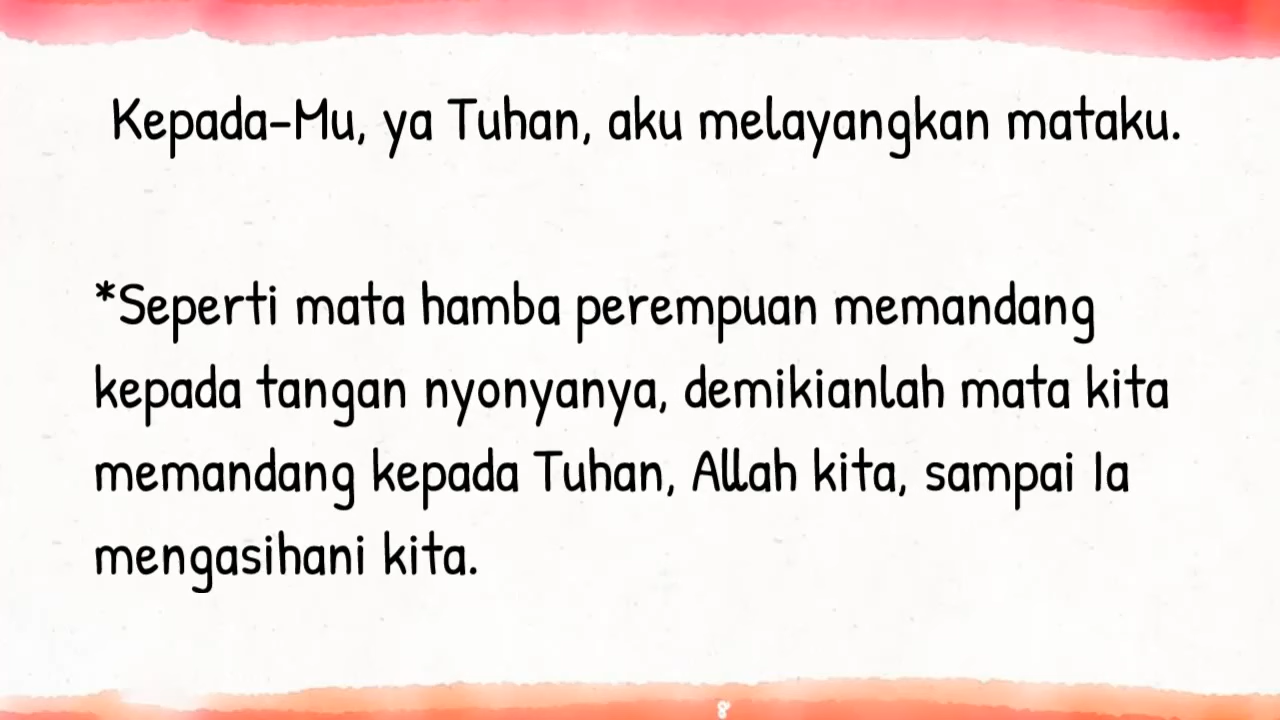 Kepada-Mu, ya Tuhan, aku melayangkan mataku.
*Seperti mata hamba perempuan memandang
kepada tangan nyonyanya, demikianlah mata kita
memandang kepada Tuhan, Allah kita, sampai Ia
mengasihani kita.
8